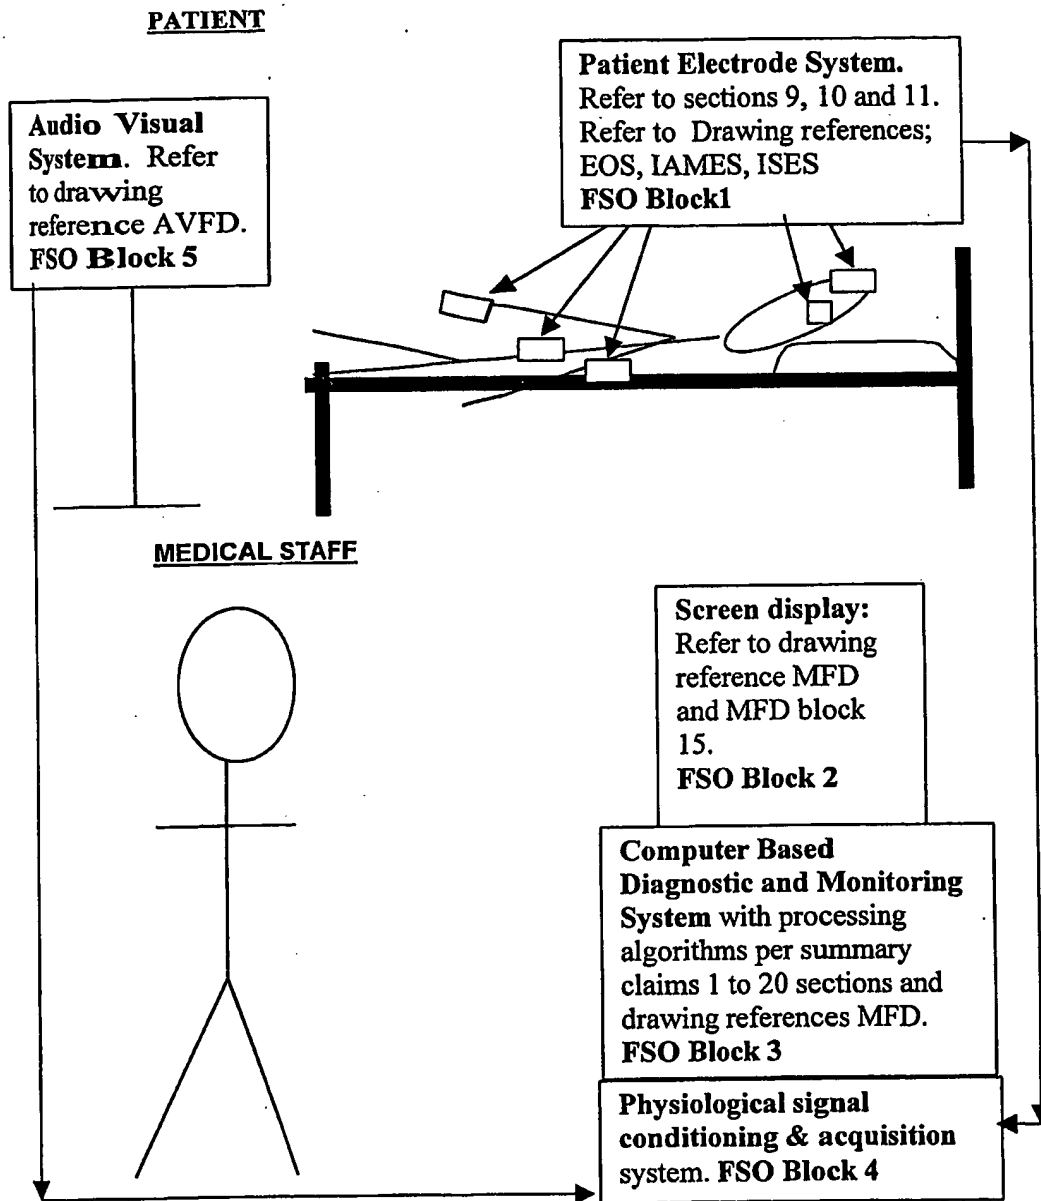 PATIENT
Patient Electrode System.
Refer to sections 9, 10 and 11.
Refer to Drawing references;
EOS, IAMES, ISES
FSO Block1
Audio Visual
System. Refer
to drawing
reference AVFD.
FSO Block 5
MEDICAL STAFF
Screen display:
Refer to drawing
reference MFD
and MFD block
15.
FSO Block 2
Computer Based
Diagnostic and Monitoring
System with processing
algorithms per summary
claims 1 to 20 sections and
drawing references MFD.
FSO Block 3
Physiological signal
conditioning & acquisition
system. FSO Block 4